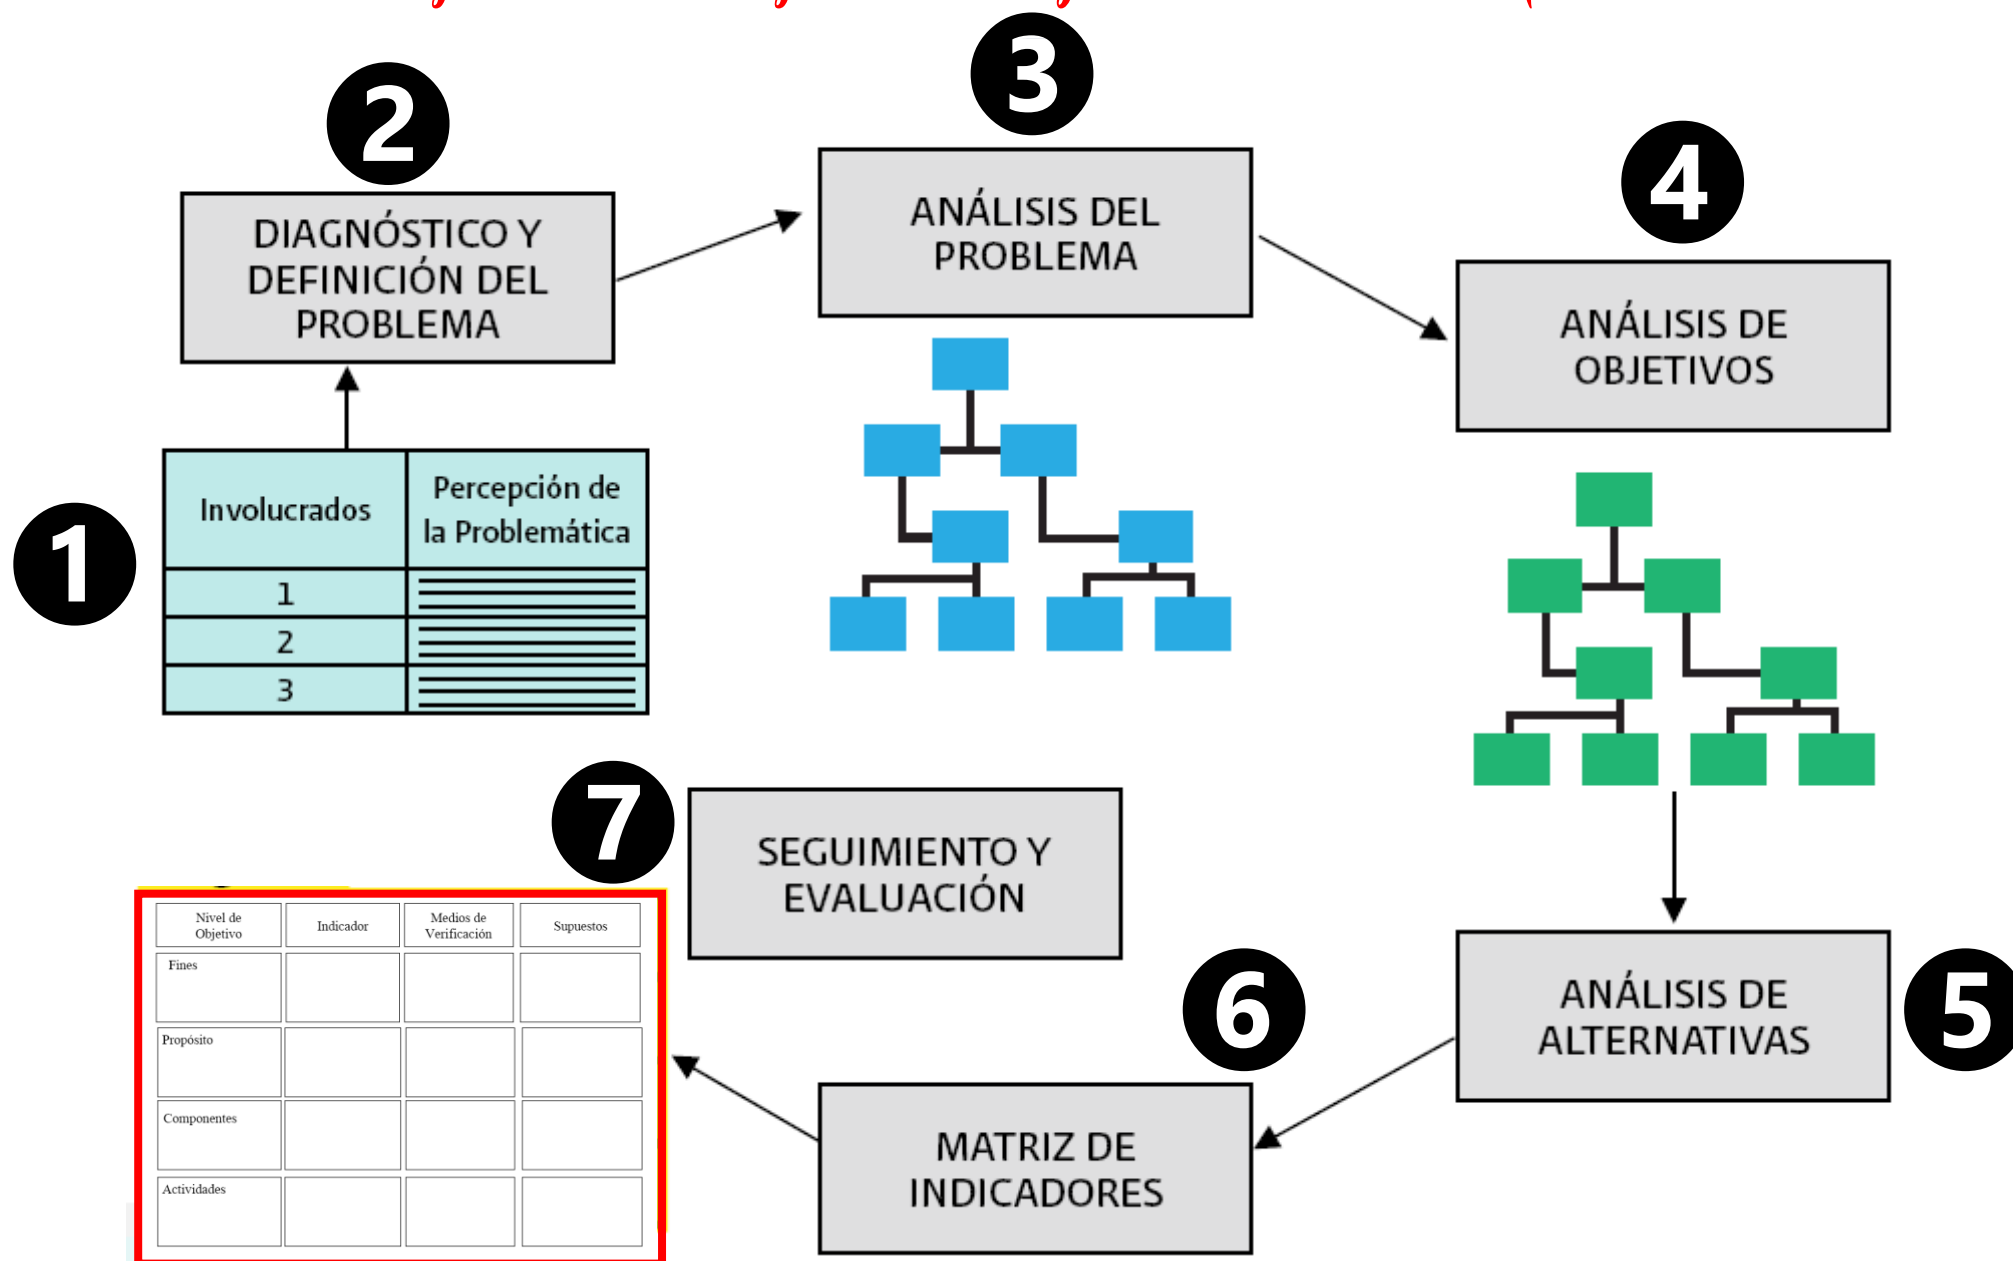 3
2
4
DIAGNÓSTICO Y
DEFINICIÓN DEL
PROBLEMA
ANÁLISIS DEL
PROBLEMA
ANÁLISIS DE
OBJETIVOS
1
Involucrados
Percepción de
la Problemática
1
2
3
7
SEGUIMIENTO Y
EVALUACIÓN
Nivel de
Objetivo
Indicador
Medios de
Verificación
Supuestos
Fines
Propósito
Componentes
Actividades
6
MATRIZ DE
INDICADORES
5
ANÁLISIS DE
ALTERNATIVAS